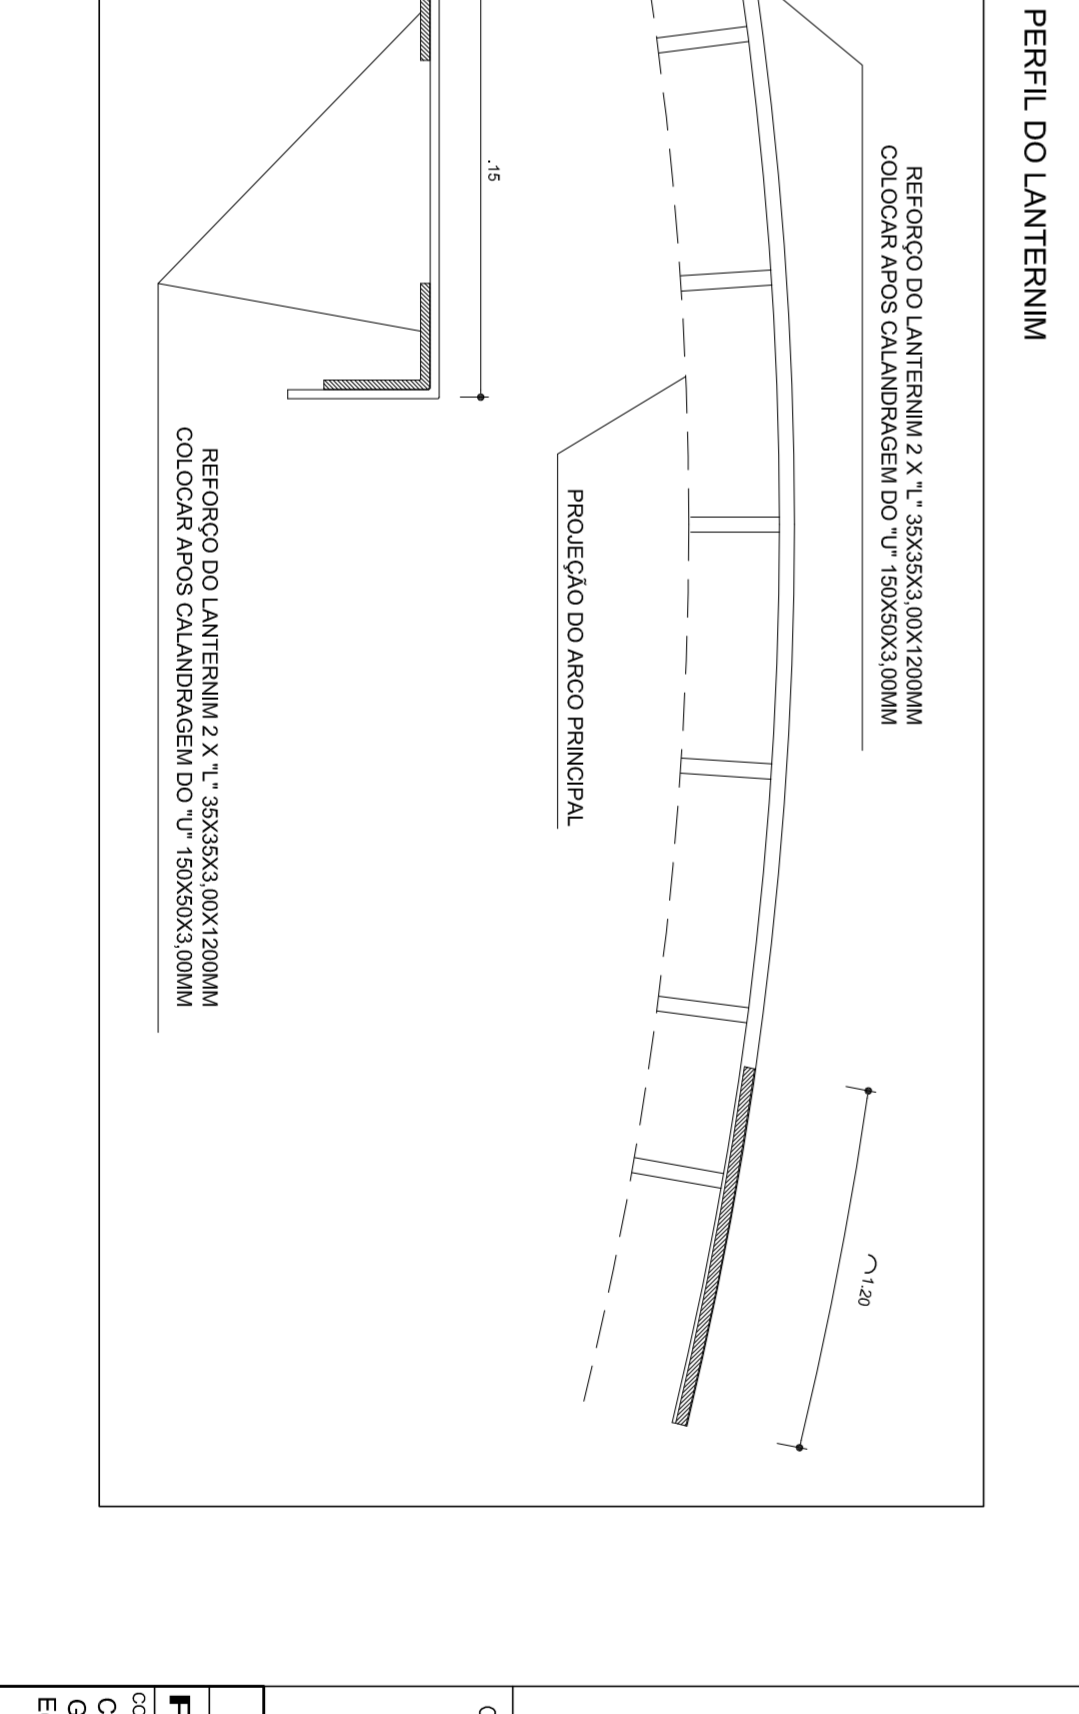 PERFIL DO LANTERNIM
REFORÇO DO LANTERNIM 2 X "L" 35X35X3,00X1200MM
COLOCAR APOS CALANDRAGEM DO "U" 150X50X3,00MM
1.20
PROJEÇÃO DO ARCO PRINCIPAL
.15
REFORÇO DO LANTERNIM 2 X "L" 35X35X3,00X1200MM
COLOCAR APOS CALANDRAGEM DO "U" 150X50X3,00MM